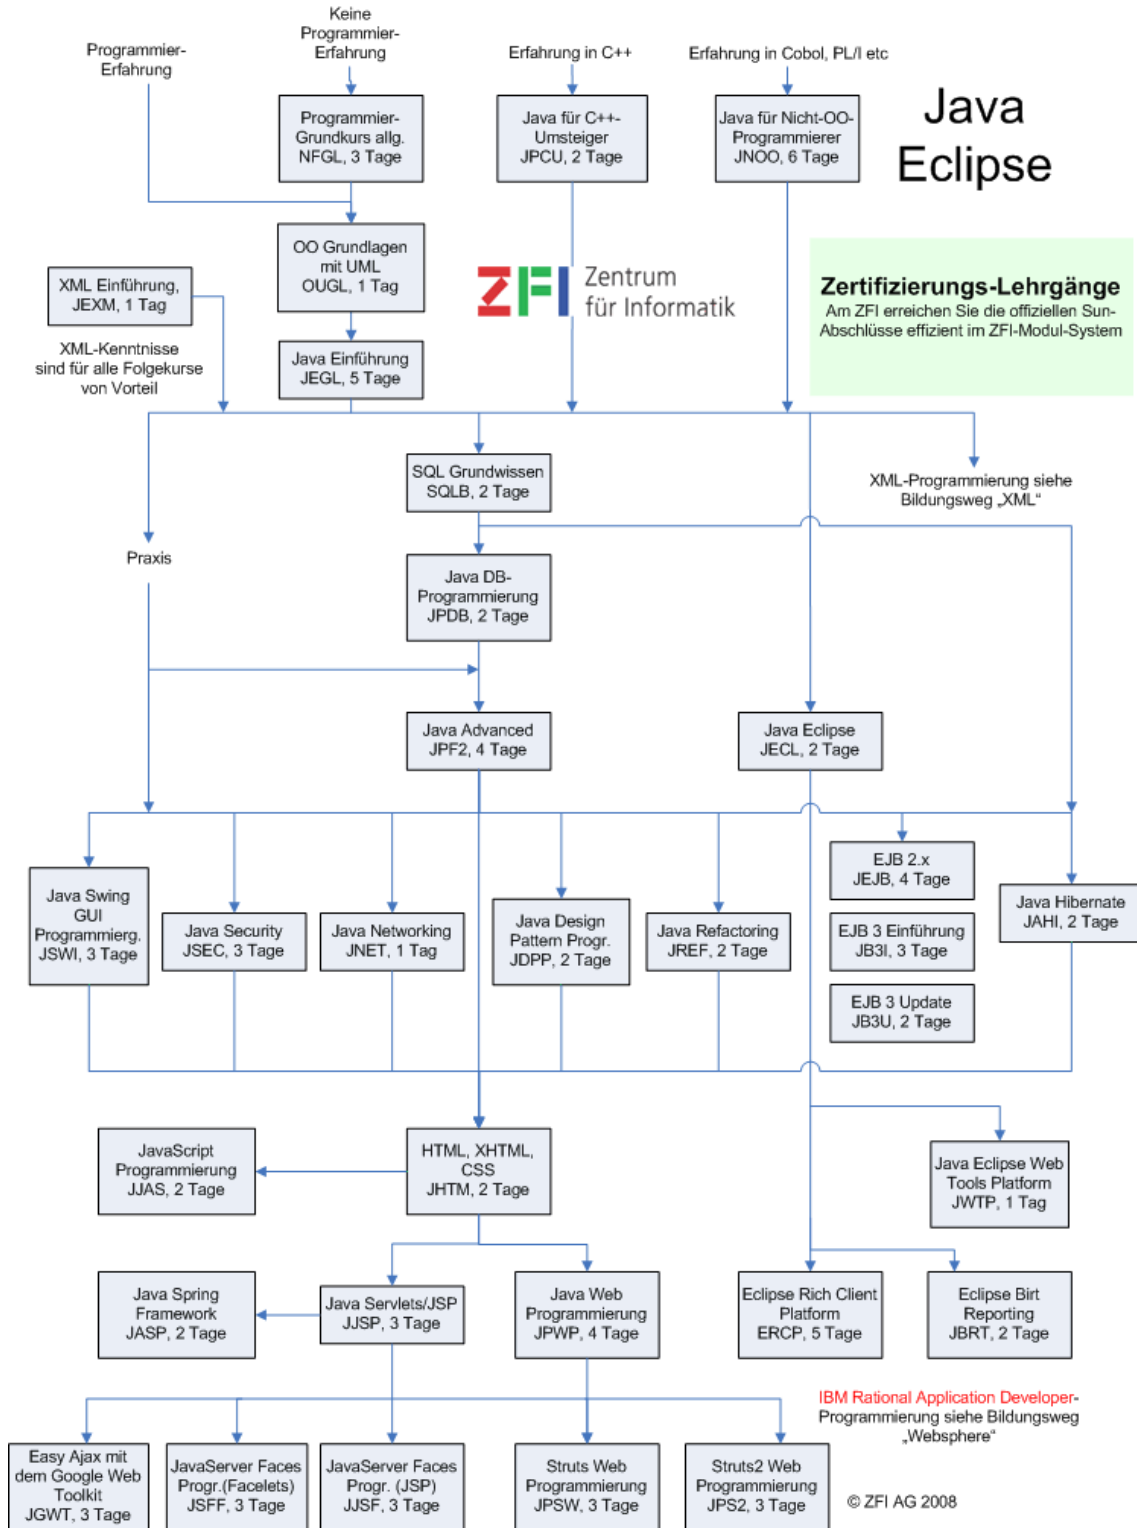 Keine
Programmier-
Erfahrung
Programmier-
Erfahrung
Erfahrung in C++
Erfahrung in Cobol, PL/I etc
Java
Eclipse
Programmier-
Grundkurs allg.
NFGL, 3 Tage
Java für C++-
Umsteiger
JPCU, 2 Tage
Java für Nicht-OO-
Programmierer
JNOO, 6 Tage
OO Grundlagen
mit UML
OUGL, 1 Tag
XML Einführung,
JEXM, 1 Tag
ZFI Zentrum
für Informatik
Zertifizierungs-Lehrgänge
Am ZFI erreichen Sie die offiziellen Sun-
Abschlüsse effizient im ZFI-Modul-System
XML-Kenntnisse
sind für alle Folgekurse
von Vorteil
Java Einführung
JEGL, 5 Tage
SQL Grundwissen
SQLB, 2 Tage
XML-Programmierung siehe
Bildungsweg „XML“
Praxis
Java DB-
Programmierung
JPDB, 2 Tage
Java Advanced
JPF2, 4 Tage
Java Eclipse
JECL, 2 Tage
Java Swing
GUI
Programmierg.
JSWI, 3 Tage
Java Security
JSEC, 3 Tage
Java Networking
JNET, 1 Tag
Java Design
Pattern Progr.
JDPP, 2 Tage
Java Refactoring
JREF, 2 Tage
EJB 2.x
JEJB, 4 Tage
EJB 3 Einführung
JB3I, 3 Tage
EJB 3 Update
JB3U, 2 Tage
Java Hibernate
JAHI, 2 Tage
JavaScript
Programmierung
JJAS, 2 Tage
HTML, XHTML,
CSS
JHTM, 2 Tage
Java Eclipse Web
Tools Platform
JWTP, 1 Tag
Java Spring
Framework
JASP, 2 Tage
Java Servlets/JSP
JJSP, 3 Tage
Java Web
Programmierung
JPWP, 4 Tage
Eclipse Rich Client
Platform
ERCP, 5 Tage
Eclipse Birt
Reporting
JBRT, 2 Tage
IBM Rational Application Developer-
Programmierung siehe Bildungsweg
„Websphere“
Easy Ajax mit
dem Google Web
Toolkit
JGWT, 3 Tage
JavaServer Faces
Progr.(Facelets)
JSFF, 3 Tage
JavaServer Faces
Progr. (JSP)
JJSF, 3 Tage
Struts Web
Programmierung
JPSW, 3 Tage
Struts2 Web
Programmierung
JPS2, 3 Tage
© ZFI AG 2008